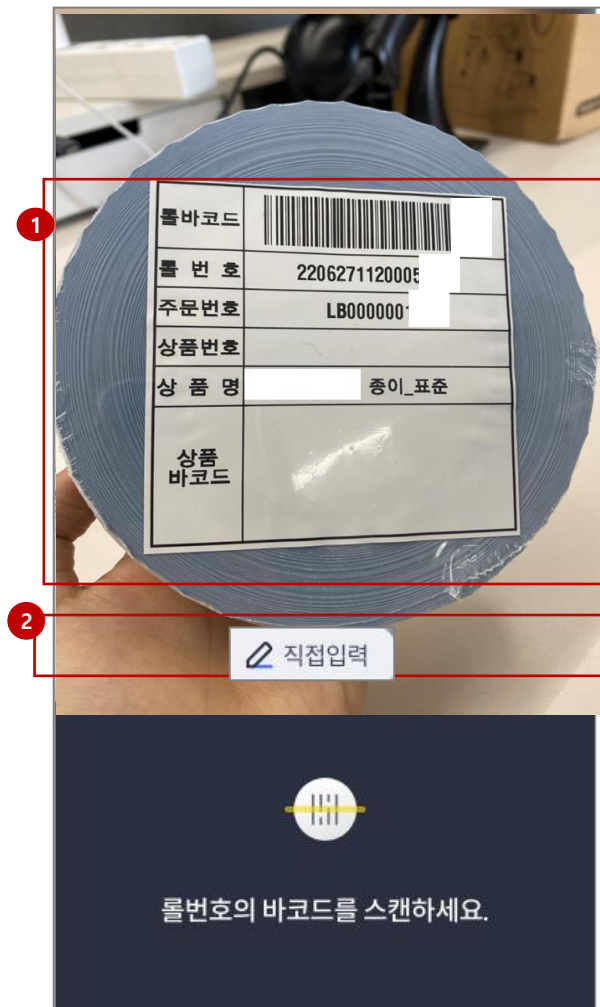 1
롤바코드
롤 번 호 2206271120005
주문번호 LB0000001
상품번호
상 품 명 종이_표준
상품
바코드
2
직접입력
롤번호의 바코드를 스캔하세요.